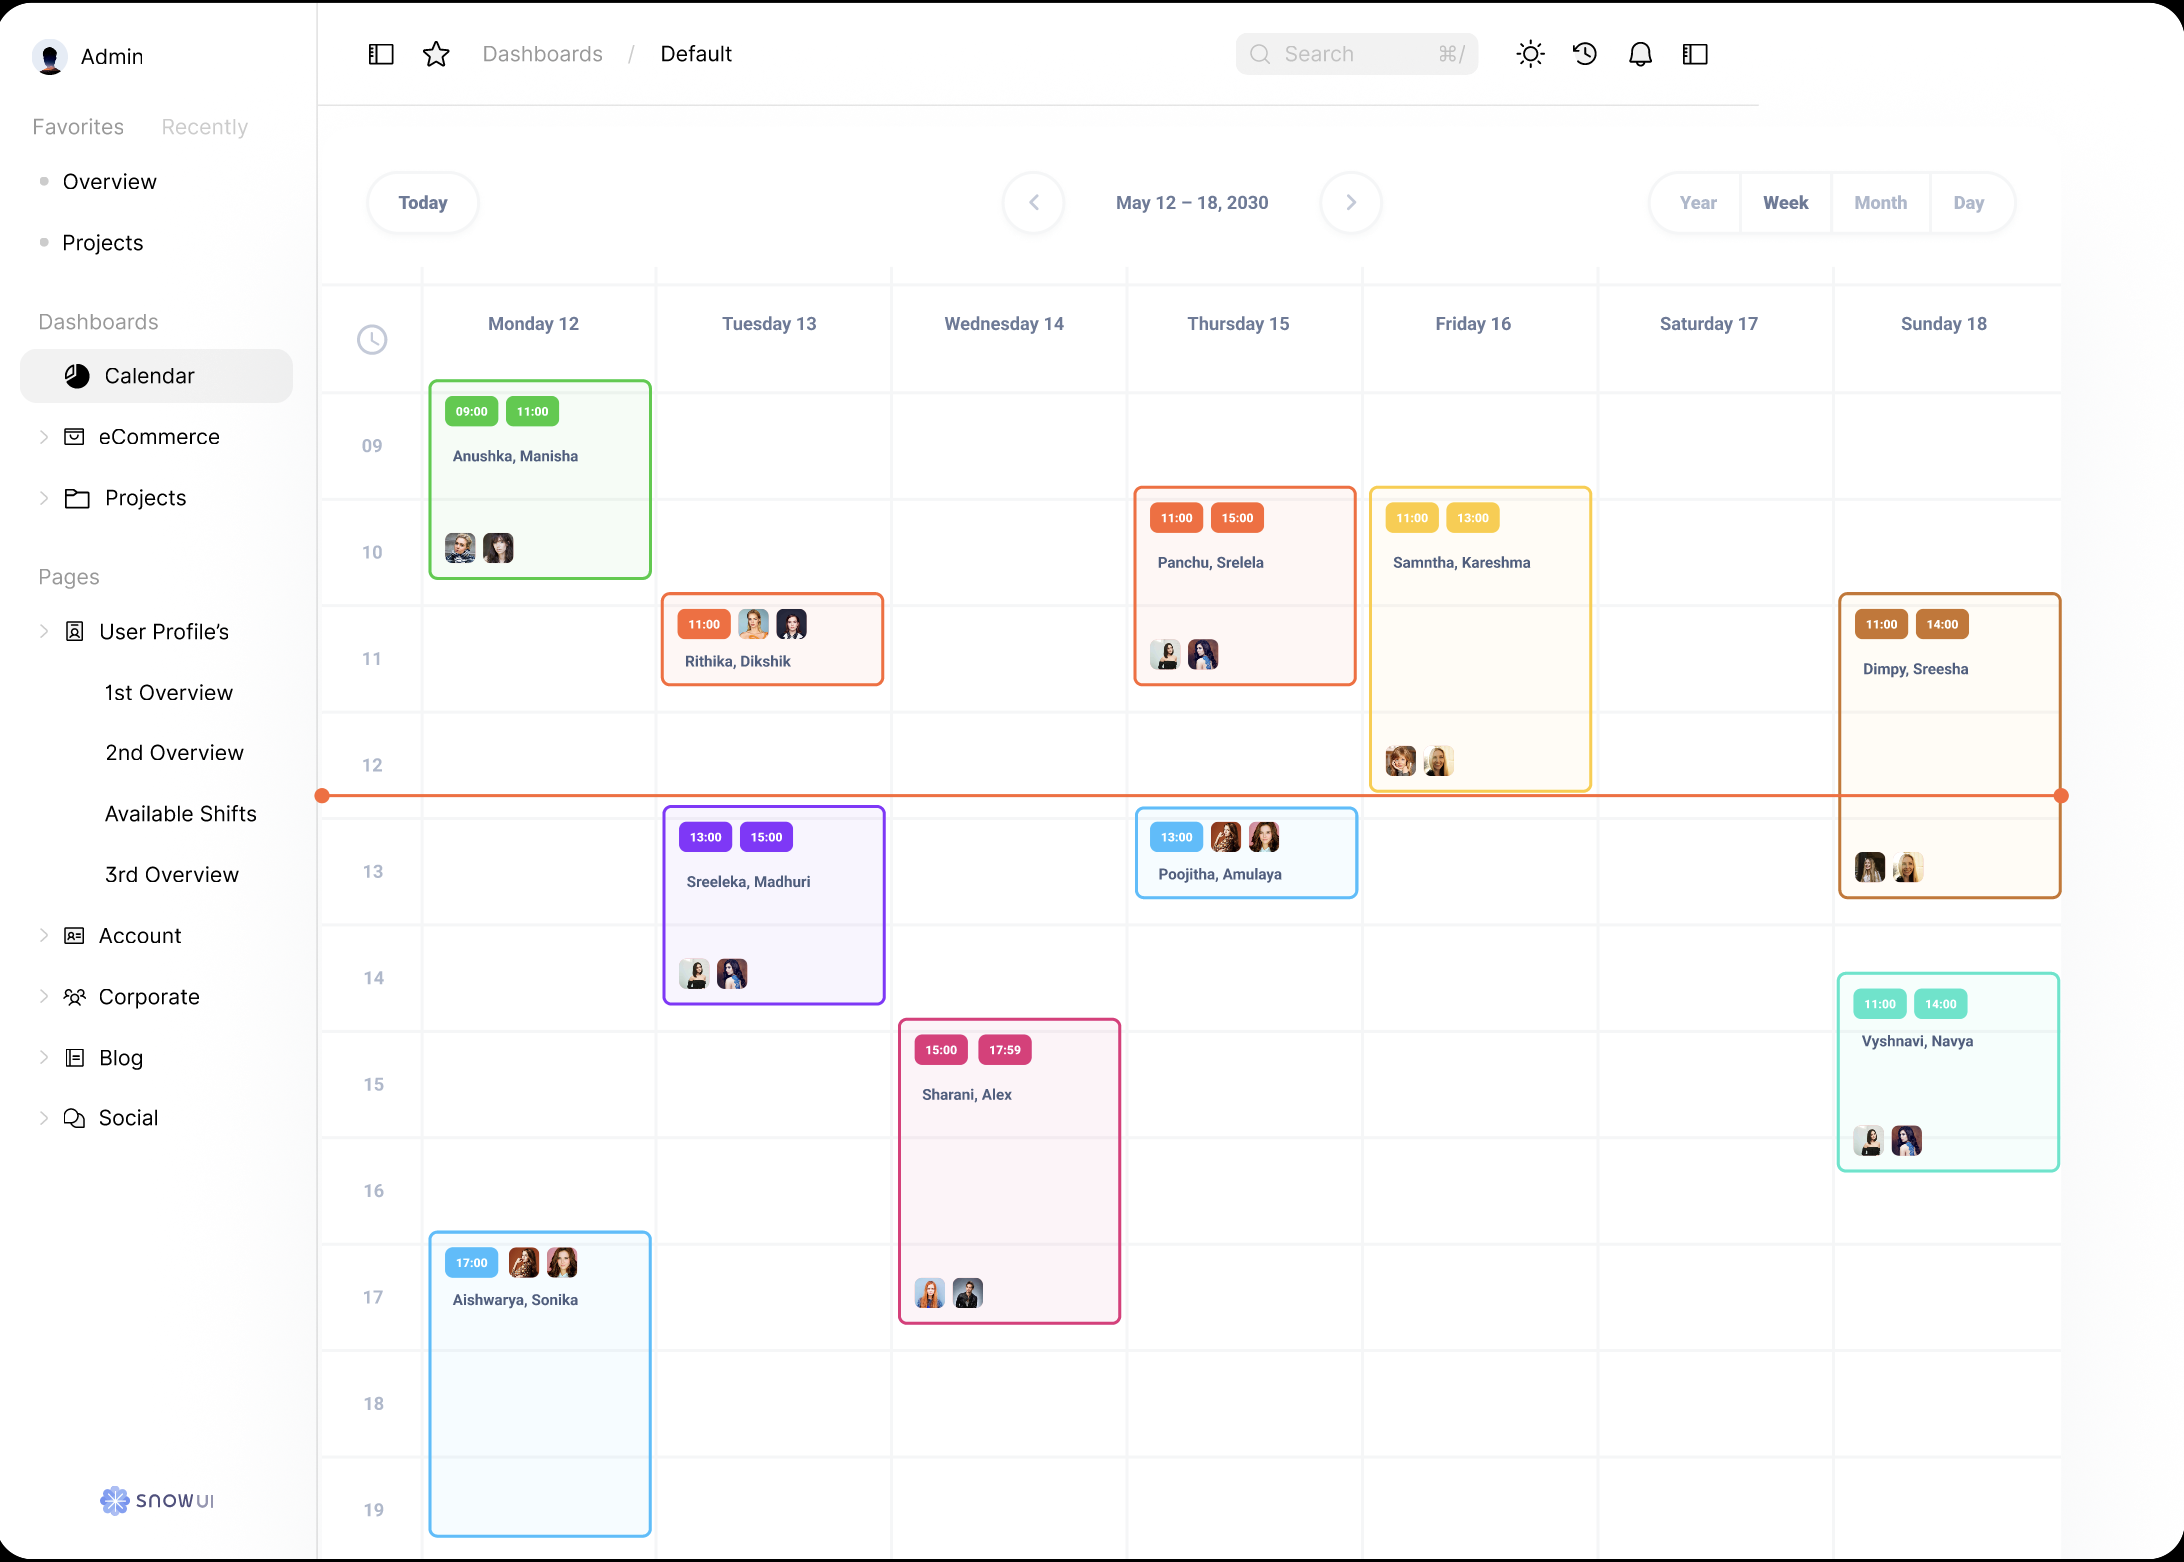 Admin
Favorites Recently
Overview
Projects
Dashboards
Calendar
eCommerce
Projects
Pages
User Profile’s
1st Overview
2nd Overview
Available Shifts
3rd Overview
Account
Corporate
Blog
Social
SNOWUI
Dashboards / Default
Search ⌘/
Today
May 12 – 18, 2030
Year Week Month Day
Monday 12 Tuesday 13 Wednesday 14 Thursday 15 Friday 16 Saturday 17 Sunday 18
09
10
11
12
13
14
15
16
17
18
19
09:00 11:00
Anushka, Manisha
17:00
Aishwarya, Sonika
11:00
Rithika, Dikshik
13:00 15:00
Sreeleka, Madhuri
15:00 17:59
Sharani, Alex
11:00 15:00
Panchu, Srelela
13:00
Poojitha, Amulaya
11:00 13:00
Samntha, Kareshma
11:00 14:00
Dimpy, Sreesha
11:00 14:00
Vyshnavi, Navya